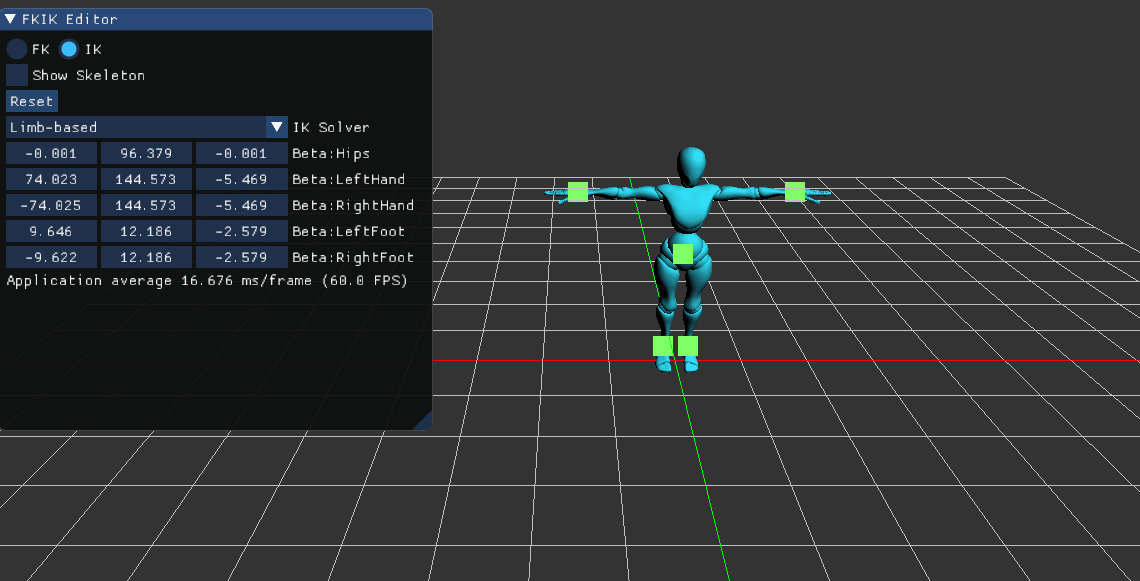 FKIK Editor
FK IK
Show Skeleton
Reset
Limb-based IK Solver
-0.001 96.379 -0.001 Beta:Hips
74.023 144.573 -5.469 Beta:LeftHand
-74.025 144.573 -5.469 Beta:RightHand
9.646 12.186 -2.579 Beta:LeftFoot
-9.622 12.186 -2.579 Beta:RightFoot
Application average 16.676 ms/frame (60.0 FPS)